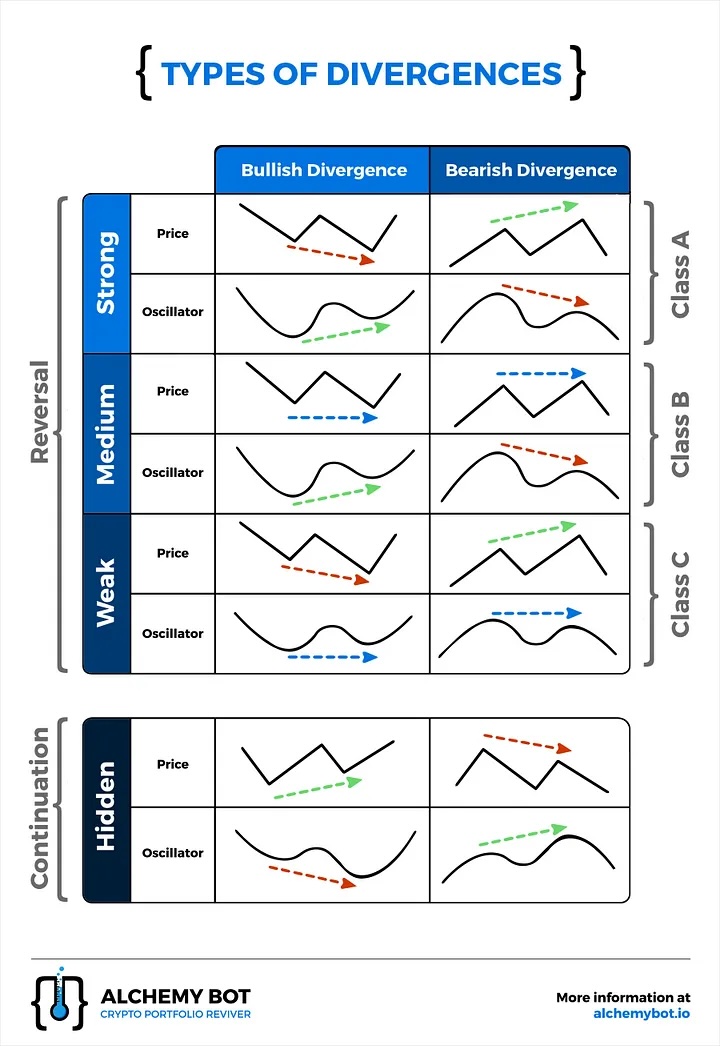 { TYPES OF DIVERGENCES }
Bullish Divergence
Bearish Divergence
Reversal
Strong
Price
Oscillator
Class A
Medium
Price
Oscillator
Class B
Weak
Price
Oscillator
Class C
Continuation
Hidden
Price
Oscillator
ALCHEMY BOT
CRYPTO PORTFOLIO REVIVER
More information at
alchemybot.io